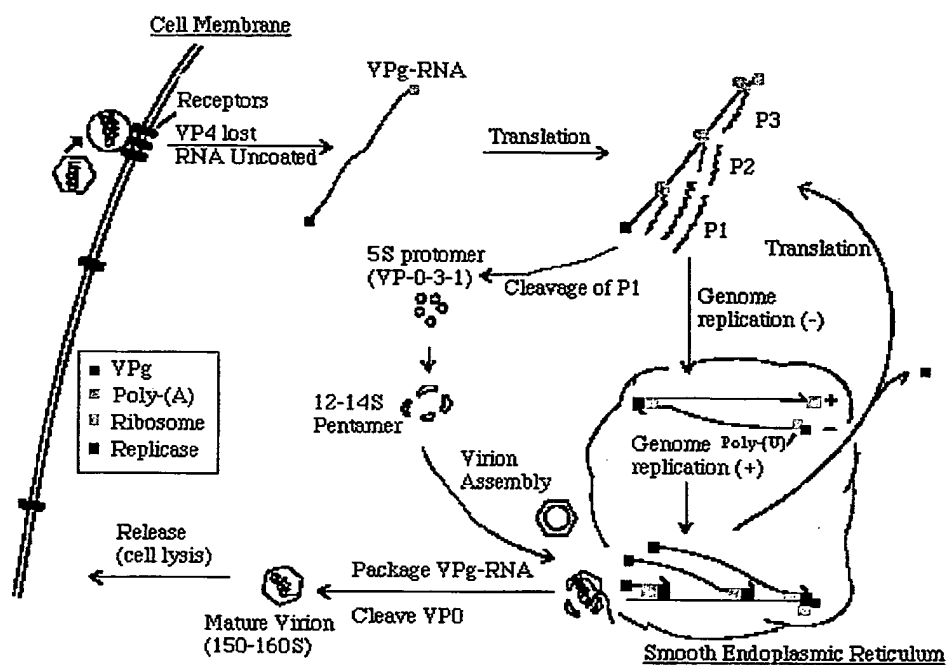 Cell Membrane
Receptors
VP4 lost
RNA Uncoated
VPg-RNA
Translation
P3
P2
P1
Translation
5S protomer
(VP-0-3-1)
Cleavage of P1
Genome
replication (-)
VPg
Poly-(A)
Ribosome
Replicase
12-14S
Pentamer
+
Poly-(U)
−
Genome
replication (+)
Virion
Assembly
Release
(cell lysis)
Package VPg-RNA
Cleave VP0
Mature Virion
(150-160S)
Smooth Endoplasmic Reticulum